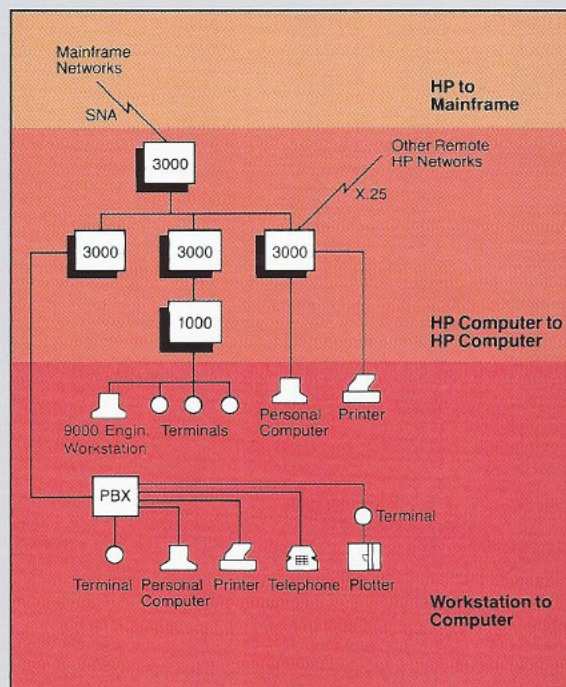 Mainframe
Networks
HP to
Mainframe
SNA
3000
Other Remote
HP Networks
X.25
3000
3000
3000
1000
HP Computer to
HP Computer
9000 Engin.
Workstation
Terminals
Personal
Computer
Printer
PBX
Terminal
Terminal
Personal
Computer
Printer
Telephone
Plotter
Workstation to
Computer